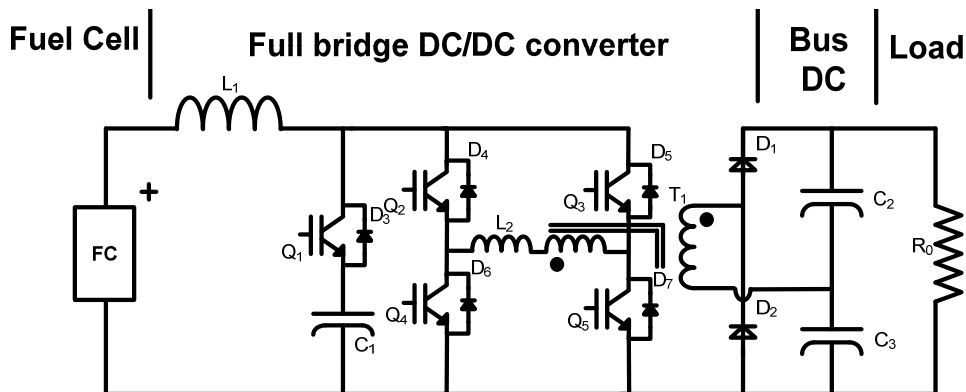 Fuel Cell
Full bridge DC/DC converter
Bus
DC
Load
L1
D4
D5
D1
+
Q2
Q3
T1
C2
D3
L2
FC
Q1
R0
D6
D7
D2
Q4
Q5
C1
C3